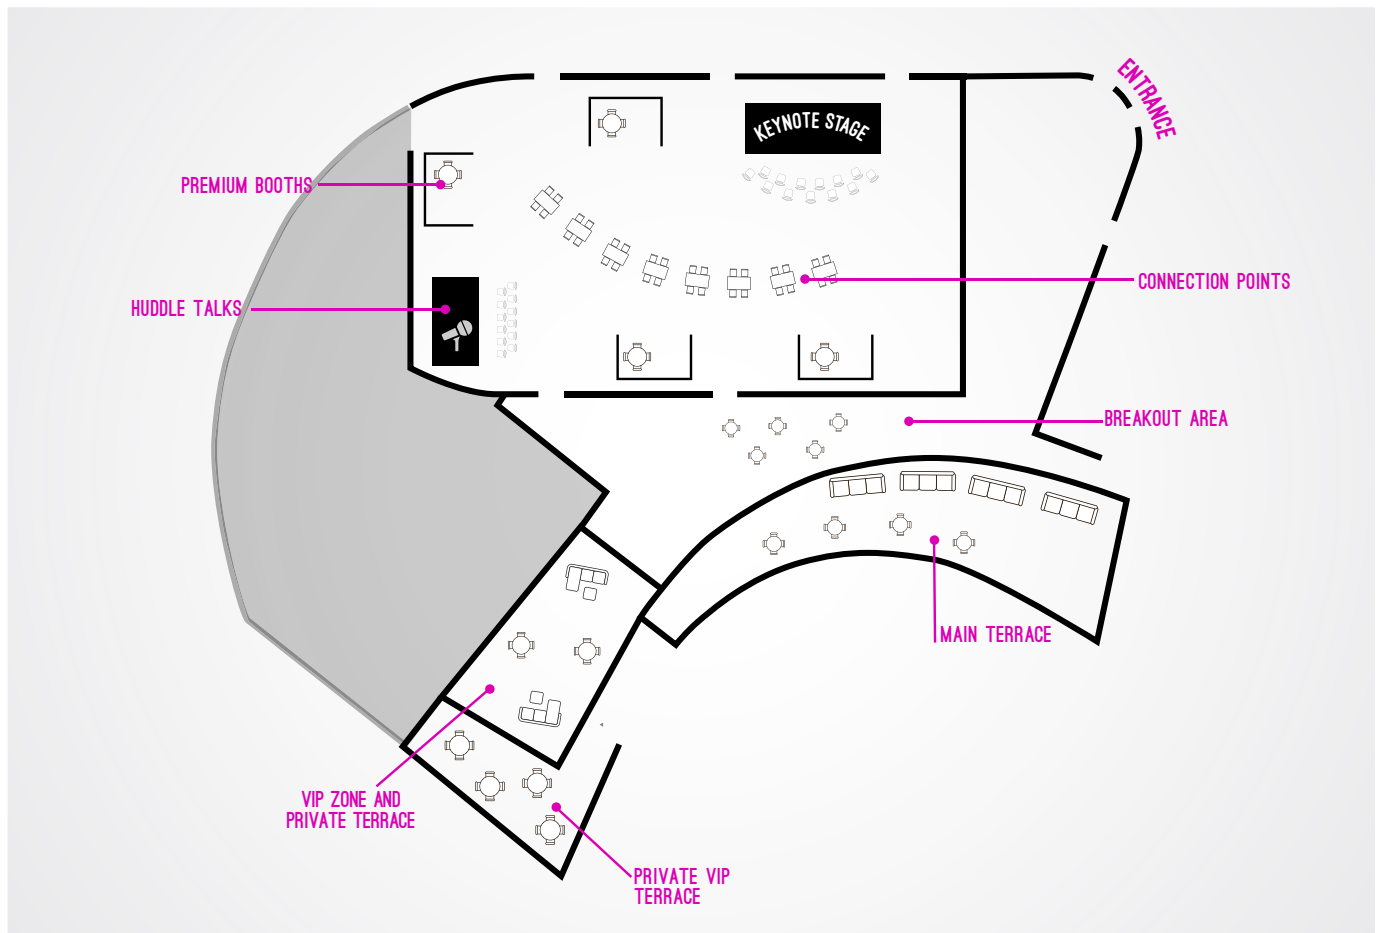 ENTRANCE
KEYNOTE STAGE
PREMIUM BOOTHS
CONNECTION POINTS
HUDDLE TALKS
BREAKOUT AREA
MAIN TERRACE
VIP ZONE AND
PRIVATE TERRACE
PRIVATE VIP
TERRACE